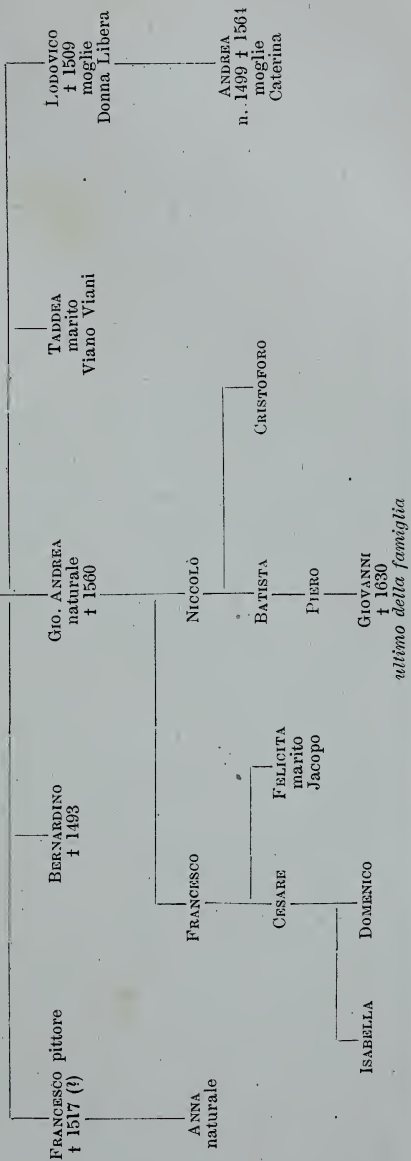 FRANCESCO pittore
† 1517 (?)
BERNARDINO
† 1493
GIO. ANDREA
naturale
† 1560
TADDEA
marito
Viano Viani
LODOVICO
† 1509
moglie
Donna Libera
ANNA
naturale
FRANCESCO
NICCOLÒ
ANDREA
n. 1499 † 1564
moglie
Caterina
CESARE
FELICITA
marito
Jacopo
BATISTA
CRISTOFORO
ISABELLA
DOMENICO
PIERO
GIOVANNI
† 1630
ultimo della famiglia